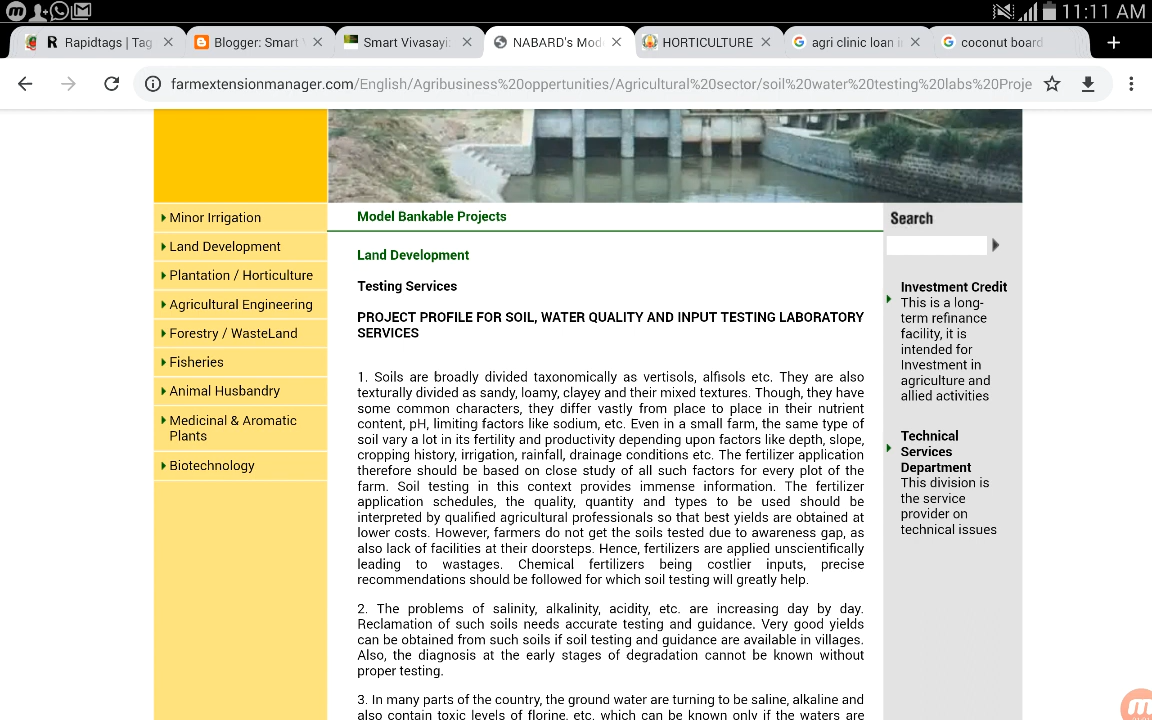 11:11 AM
R Rapidtags | Tag
Blogger: Smart
Smart Vivasayi:
NABARD's Mod
HORTICULTURE
agri clinic loan i
coconut board
farmextensionmanager.com/English/Agribusiness%20oppertunities/Agricultural%20sector/soil%20water%20testing%20labs%20Proje
Minor Irrigation
Land Development
Plantation / Horticulture
Agricultural Engineering
Forestry / WasteLand
Fisheries
Animal Husbandry
Medicinal & Aromatic
Plants
Biotechnology
Model Bankable Projects
Land Development
Testing Services
PROJECT PROFILE FOR SOIL, WATER QUALITY AND INPUT TESTING LABORATORY
SERVICES
1. Soils are broadly divided taxonomically as vertisols, alfisols etc. They are also
texturally divided as sandy, loamy, clayey and their mixed textures. Though, they have
some common characters, they differ vastly from place to place in their nutrient
content, pH, limiting factors like sodium, etc. Even in a small farm, the same type of
soil vary a lot in its fertility and productivity depending upon factors like depth, slope,
cropping history, irrigation, rainfall, drainage conditions etc. The fertilizer application
therefore should be based on close study of all such factors for every plot of the
farm. Soil testing in this context provides immense information. The fertilizer
application schedules, the quality, quantity and types to be used should be
interpreted by qualified agricultural professionals so that best yields are obtained at
lower costs. However, farmers do not get the soils tested due to awareness gap, as
also lack of facilities at their doorsteps. Hence, fertilizers are applied unscientifically
leading to wastages. Chemical fertilizers being costlier inputs, precise
recommendations should be followed for which soil testing will greatly help.
2. The problems of salinity, alkalinity, acidity, etc. are increasing day by day.
Reclamation of such soils needs accurate testing and guidance. Very good yields
can be obtained from such soils if soil testing and guidance are available in villages.
Also, the diagnosis at the early stages of degradation cannot be known without
proper testing.
3. In many parts of the country, the ground water are turning to be saline, alkaline and
also contain toxic levels of florine, etc. which can be known only if the waters are
Search
Investment Credit
This is a long-
term refinance
facility, it is
intended for
Investment in
agriculture and
allied activities
Technical
Services
Department
This division is
the service
provider on
technical issues